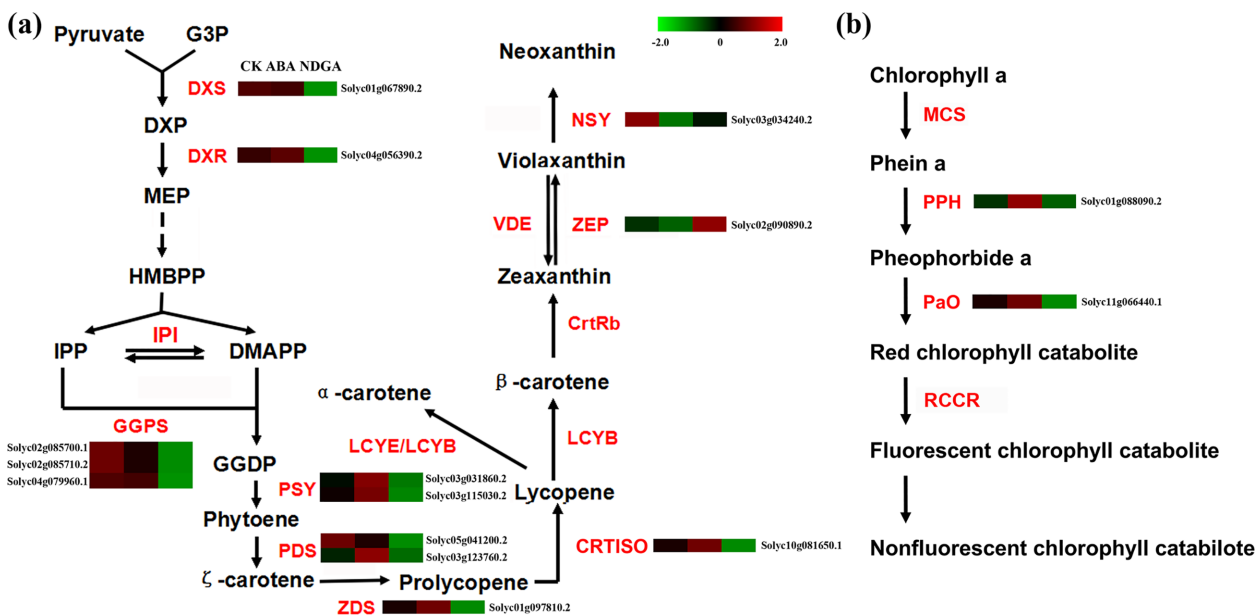 (a)
Pyruvate G3P
CK ABA NDGA
DXS Solyc01g067890.2
DXP
DXR Solyc04g056390.2
MEP
HMBPP
IPI
IPP DMAPP
GGPS
Solyc02g085700.1
Solyc02g085710.2
Solyc04g079960.1
GGDP
PSY Solyc03g031860.2
Solyc03g115030.2
Phytoene
PDS Solyc05g041200.2
Solyc03g123760.2
ζ-carotene
Prolycopene
ZDS Solyc01g097810.2
CRTISO Solyc10g081650.1
Lycopene
LCYE/LCYB
α-carotene
LCYB
β-carotene
CrtRb
Zeaxanthin
VDE ZEP Solyc02g090890.2
Violaxanthin
NSY Solyc03g034240.2
Neoxanthin
-2.0 0 2.0
(b)
Chlorophyll a
MCS
Phein a
PPH Solyc01g088090.2
Pheophorbide a
PaO Solyc11g066440.1
Red chlorophyll catabolite
RCCR
Fluorescent chlorophyll catabolite
Nonfluorescent chlorophyll catabilote